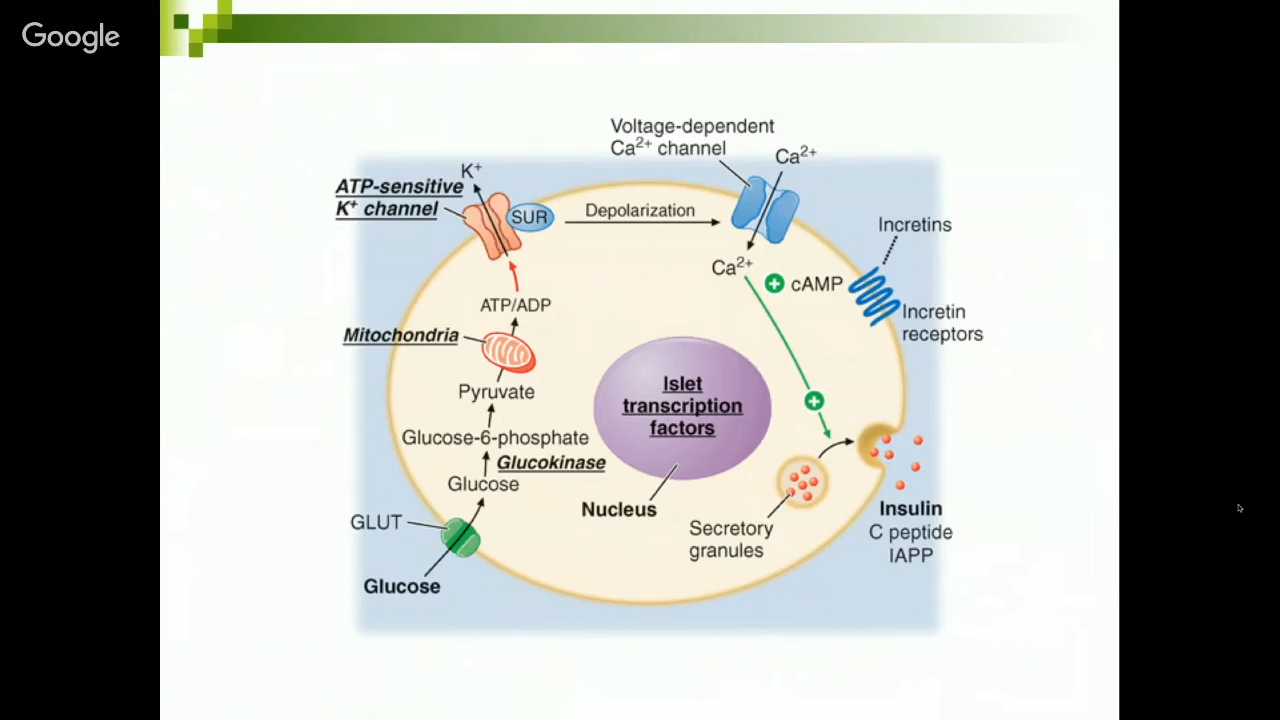 Google
Voltage-dependent
Ca²⁺ channel
Ca²⁺
K⁺
ATP-sensitive
K⁺ channel
SUR
Depolarization
Incretins
Ca²⁺
+ cAMP
ATP/ADP
Incretin
receptors
Mitochondria
Pyruvate
Islet
transcription
factors
+
Glucose-6-phosphate
Glucokinase
Glucose
Nucleus
GLUT
Secretory
granules
Insulin
C peptide
IAPP
Glucose